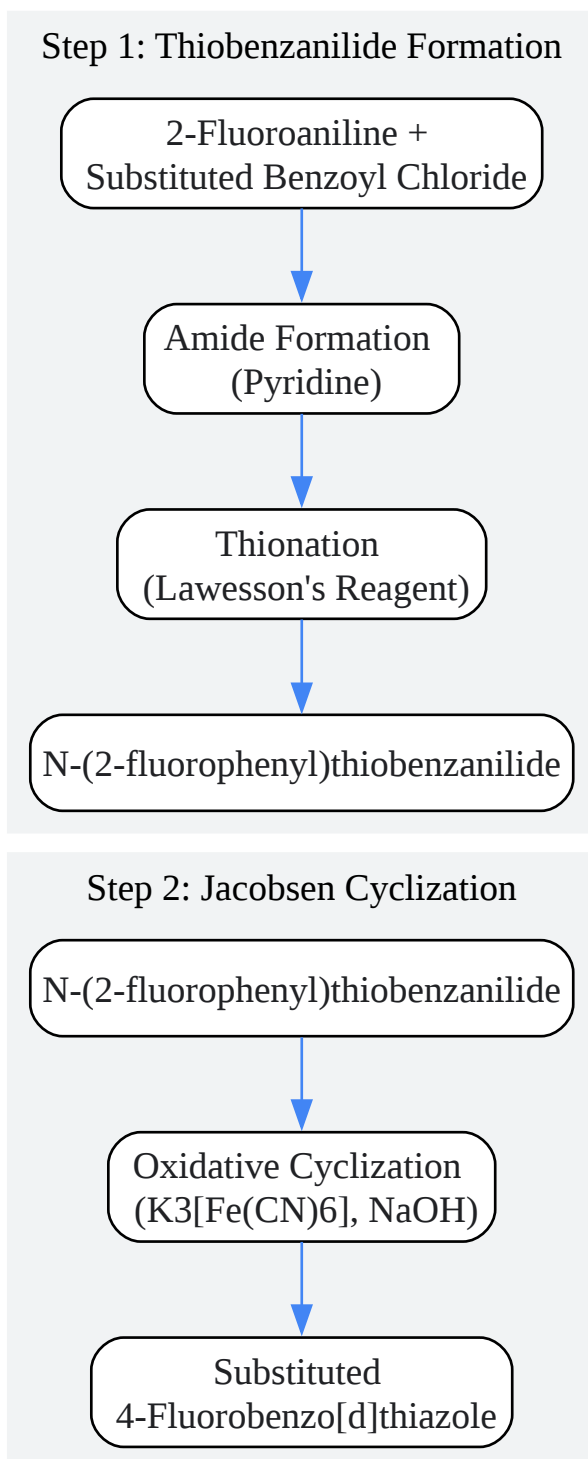 Step 1: Thiobenzanilide Formation
2-Fluoroaniline +
Substituted Benzoyl Chloride
Amide Formation
(Pyridine)
Thionation
(Lawesson's Reagent)
N-(2-fluorophenyl)thiobenzanilide
Step 2: Jacobsen Cyclization
N-(2-fluorophenyl)thiobenzanilide
Oxidative Cyclization
(K3[Fe(CN)6], NaOH)
Substituted
4-Fluorobenzo[d]thiazole